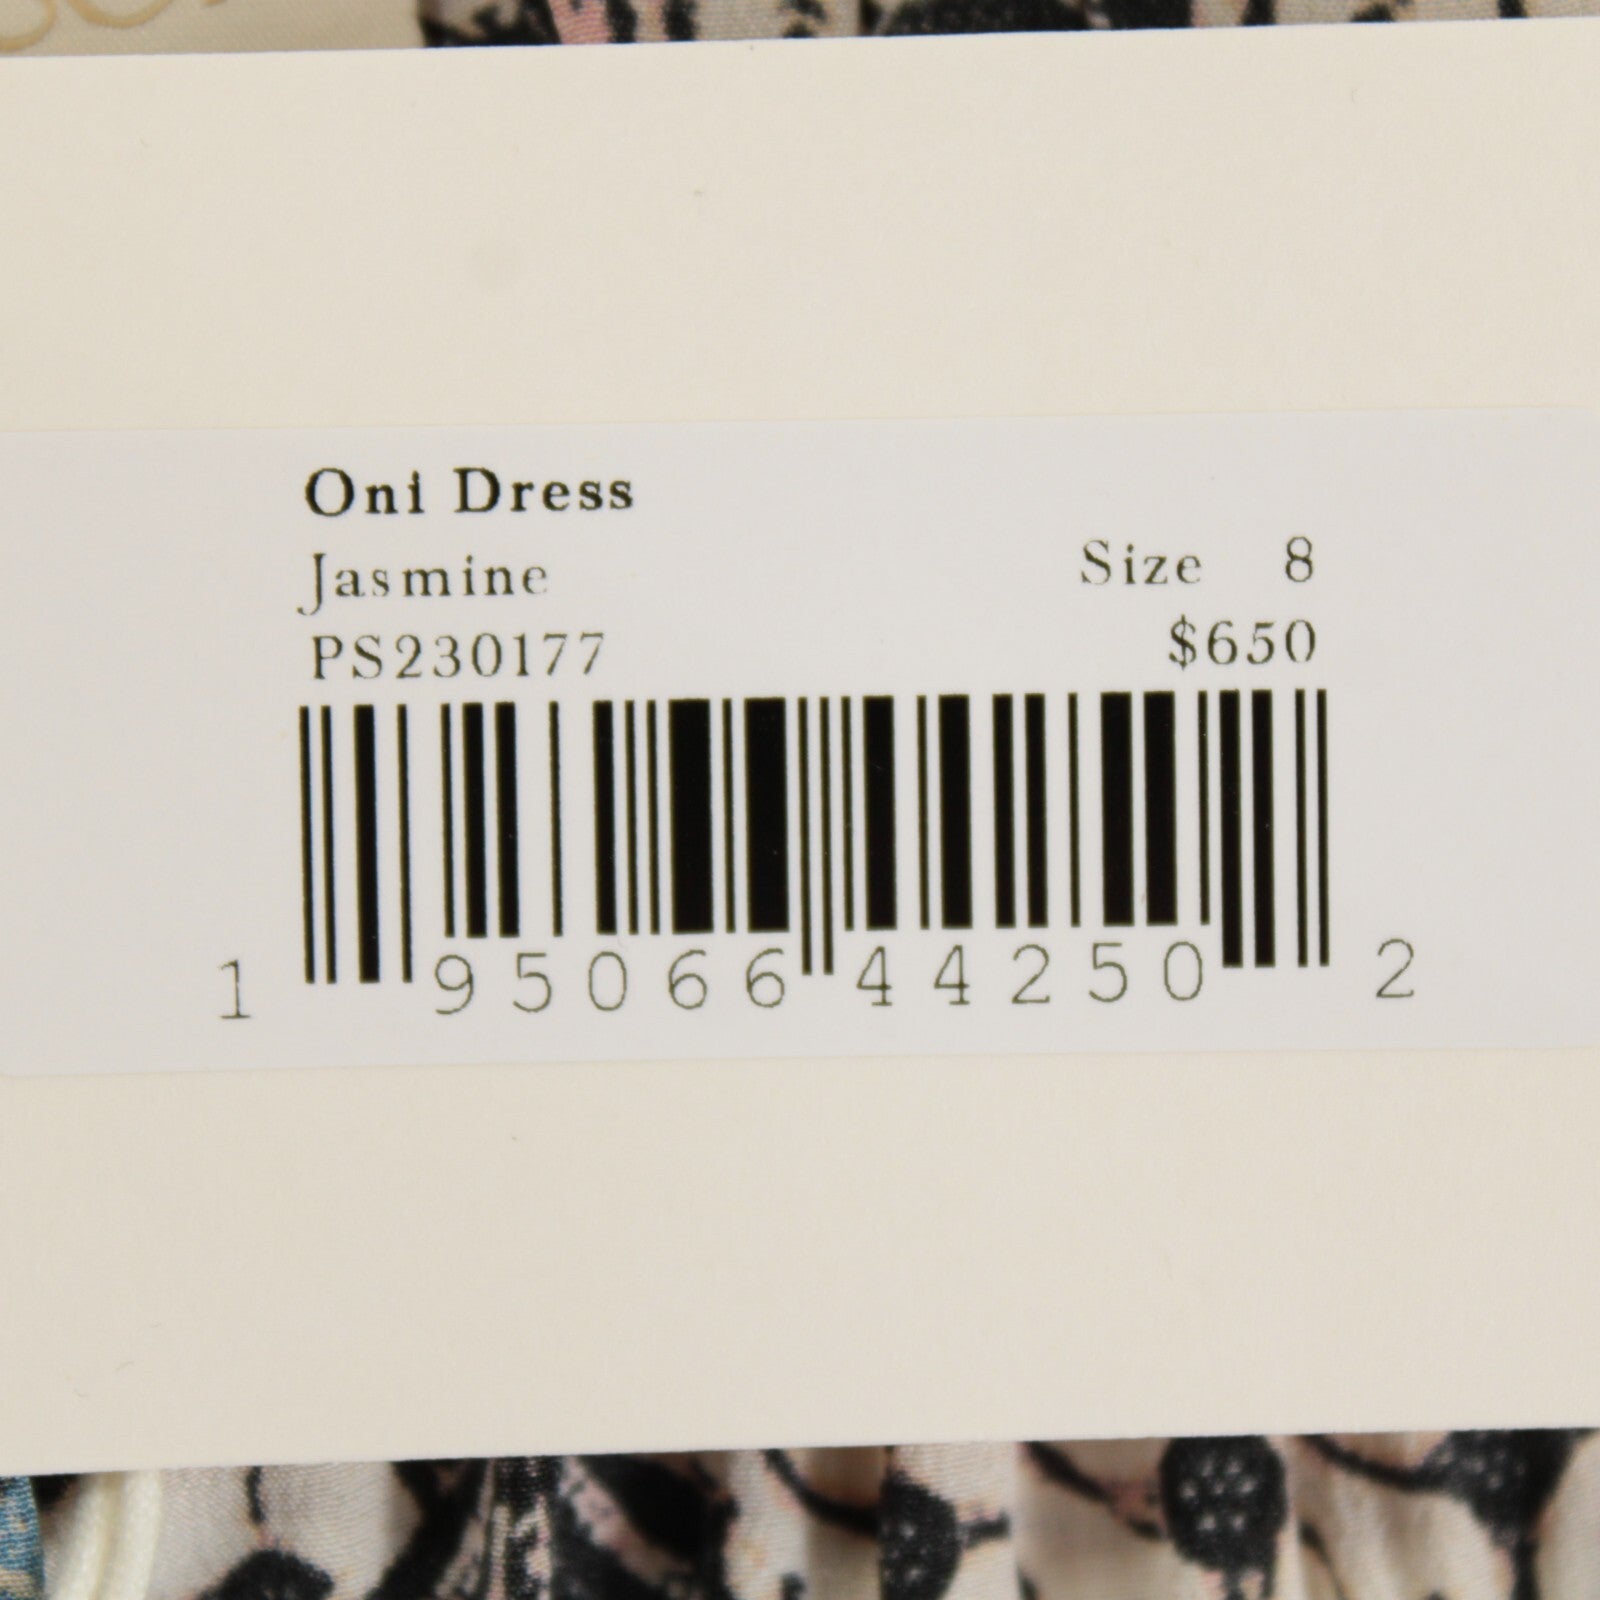 Oni Dress
Jasmine
Size 8
PS230177
$650
1 95066 44250 2